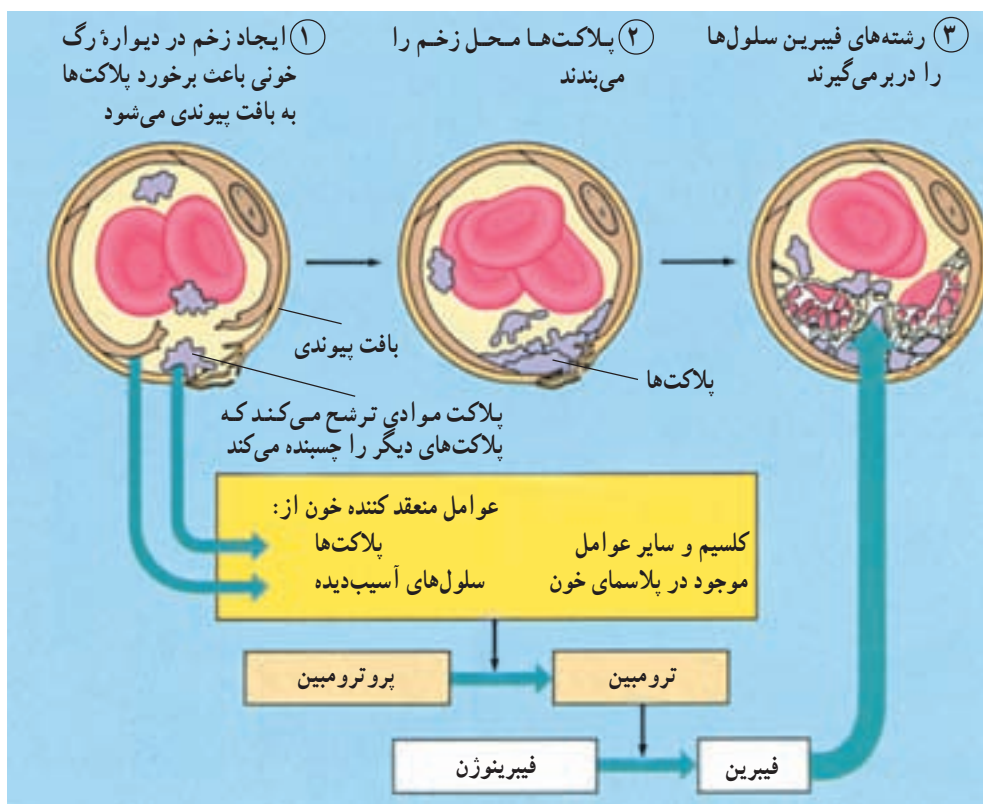 ۱ ایجاد زخم در دیوارهٔ رگ
خونی باعث برخورد پلاکت‌ها
به بافت پیوندی می‌شود
۲ پلاکت‌ها محل زخم را
می‌بندند
۳ رشته‌های فیبرین سلول‌ها
را دربرمی‌گیرند
بافت پیوندی
پلاکت‌ها
پلاکت موادی ترشح می‌کند که
پلاکت‌های دیگر را چسبنده می‌کند
عوامل منعقد کننده خون از:
پلاکت‌ها
سلول‌های آسیب‌دیده
کلسیم و سایر عوامل
موجود در پلاسمای خون
پروترومبین
ترومبین
فیبرینوژن
فیبرین